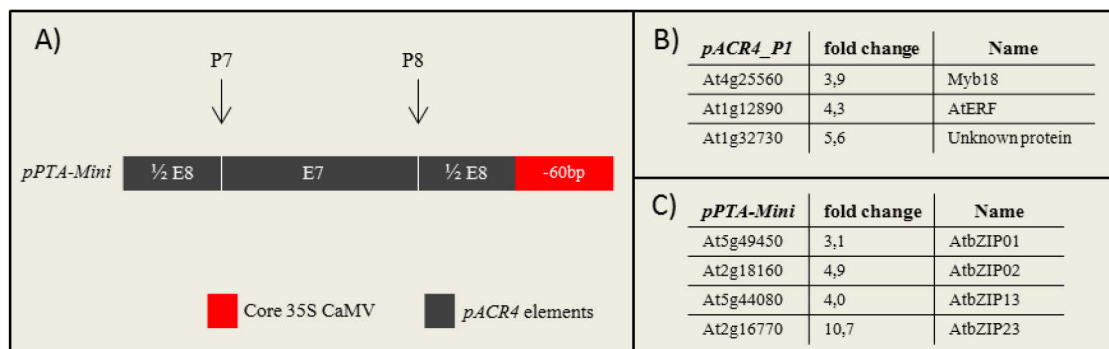 A)
P7 P8
pPTA-Mini ½ E8 E7 ½ E8 -60bp
Core 35S CaMV pACR4 elements
B)
pACR4_P1 fold change Name
At4g25560 3,9 Myb18
At1g12890 4,3 AtERF
At1g32730 5,6 Unknown protein
C)
pPTA-Mini fold change Name
At5g49450 3,1 AtbZIP01
At2g18160 4,9 AtbZIP02
At5g44080 4,0 AtbZIP13
At2g16770 10,7 AtbZIP23